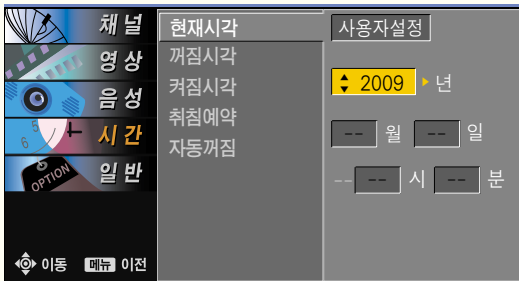 채널
영상
음성
5
6
시간
OPTION
일반
이동 메뉴 이전
현재시각
꺼짐시각
켜짐시각
취침예약
자동꺼짐
사용자설정
2009 년
-- 월 -- 일
-- -- 시 -- 분